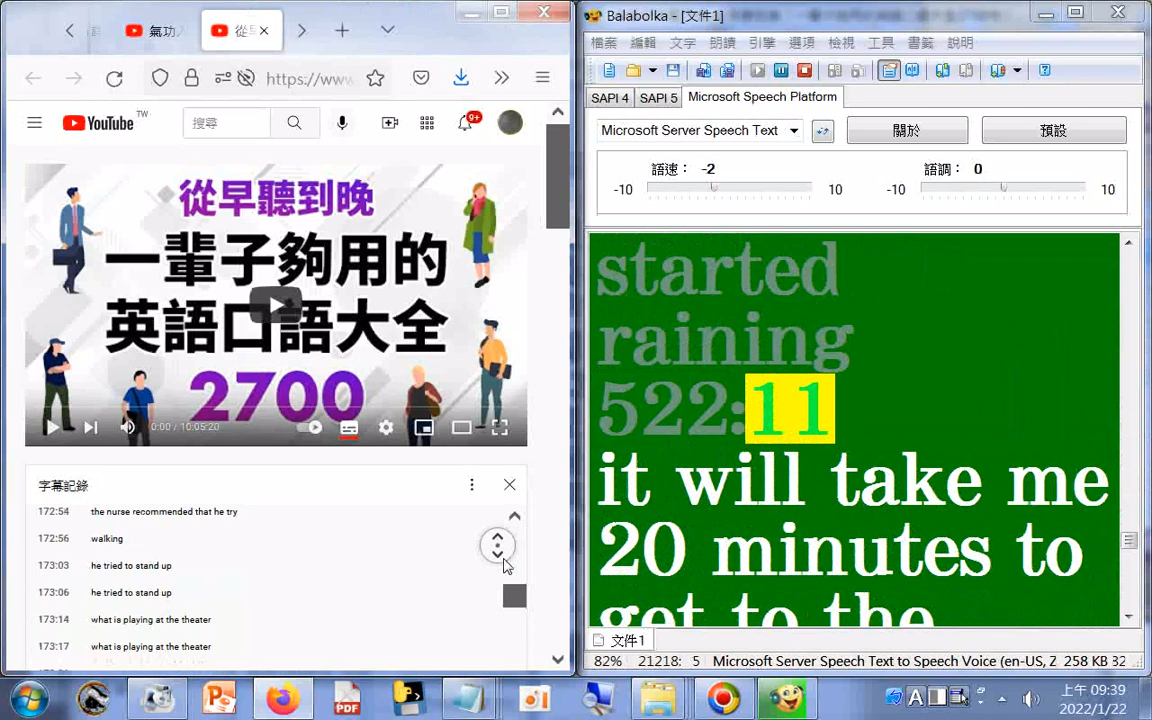 氣功
從
https://www
YouTube TW
搜尋
9+
從早聽到晚
一輩子夠用的
英語口語大全
2700
0:00 / 10:05:20
字幕記錄
172:54 the nurse recommended that he try
172:56 walking
173:03 he tried to stand up
173:06 he tried to stand up
173:14 what is playing at the theater
173:17 what is playing at the theater
Balabolka - [文件1]
檔案 編輯 文字 朗讀 引擎 選項 檢視 工具 書籤 說明
SAPI 4 SAPI 5 Microsoft Speech Platform
Microsoft Server Speech Text 關於 預設
語速： -2 語調： 0
-10 10 -10 10
started
raining
522:11
it will take me
20 minutes to
get to the
文件1
82% 21218: 5 Microsoft Server Speech Text to Speech Voice (en-US, Z 258 KB 32
PDF
A
上午 09:39
2022/1/22